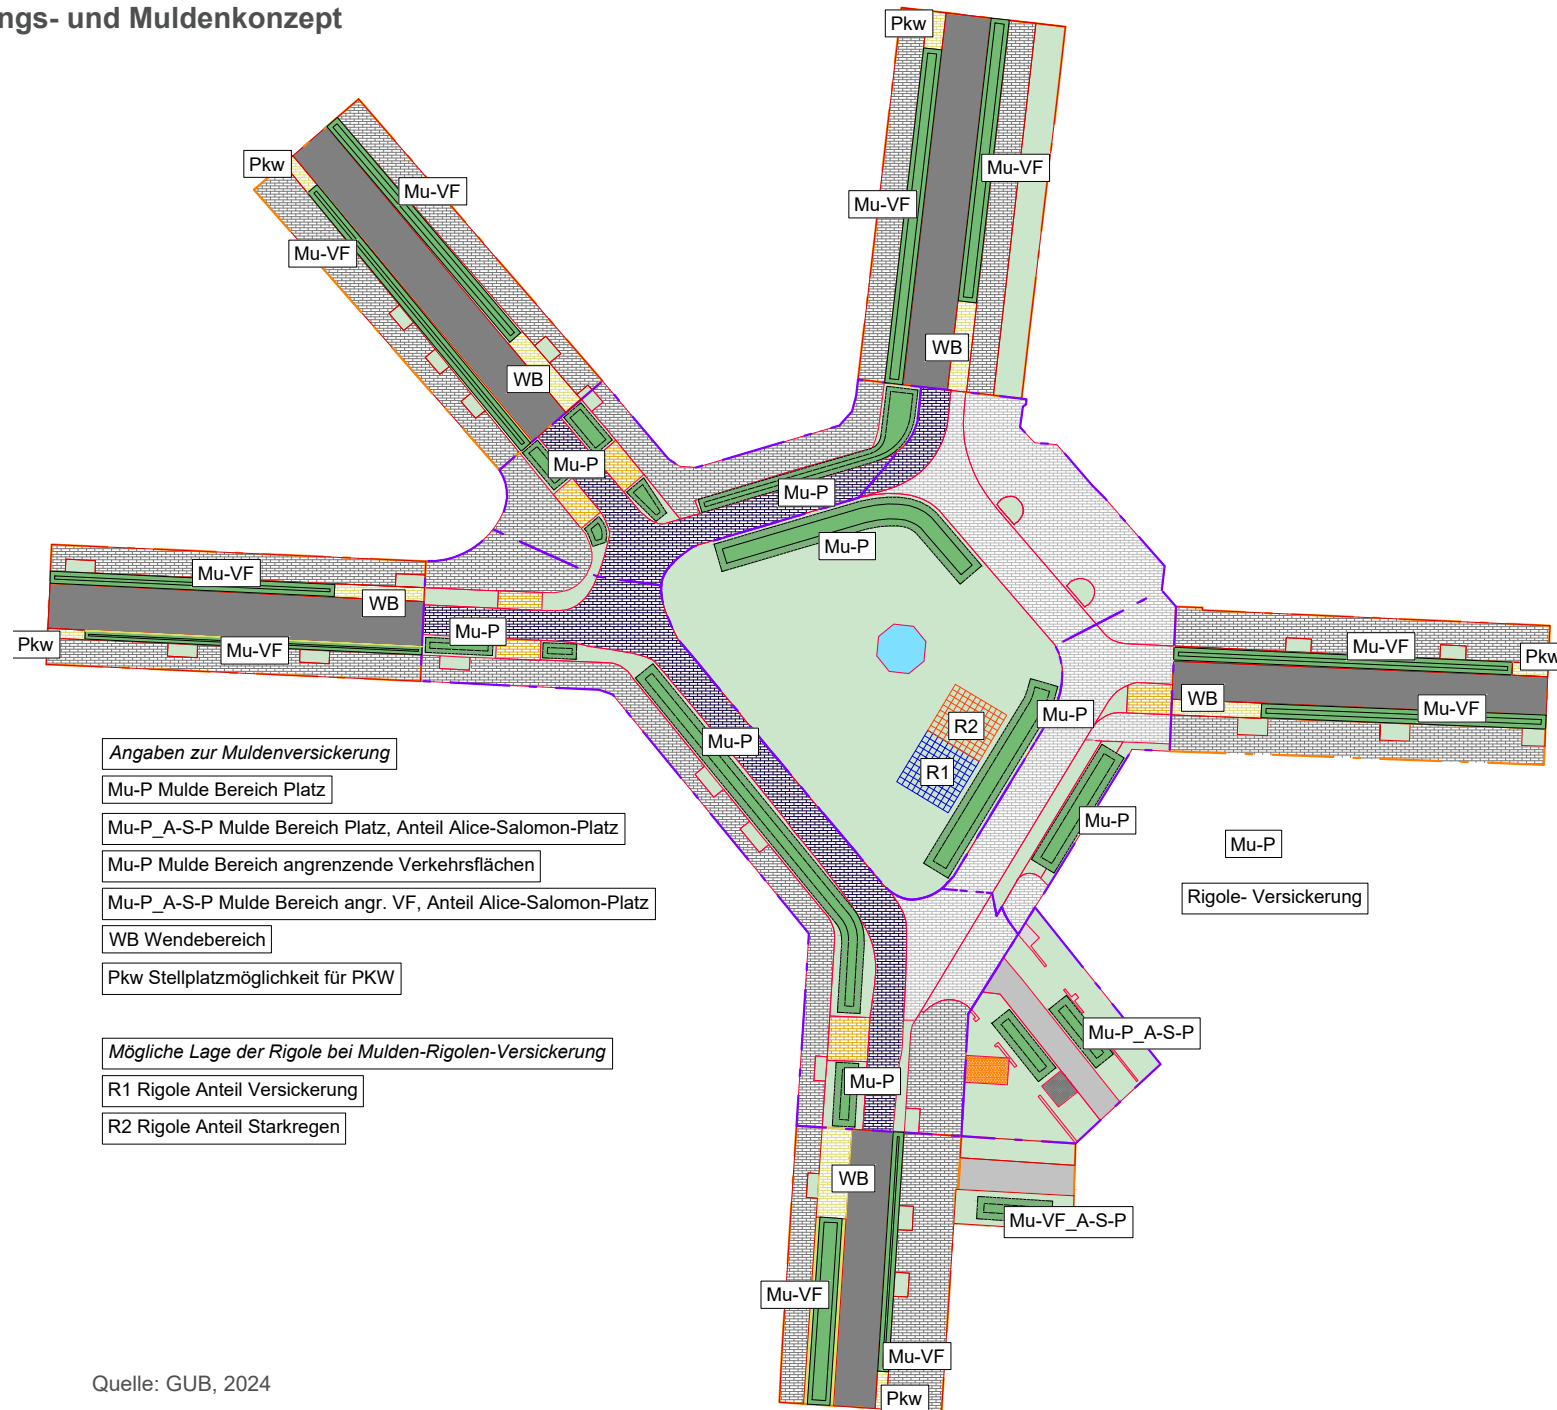 ngs- und Muldenkonzept
Pkw
Pkw
Mu-VF
Mu-VF
Mu-VF
Mu-VF
WB
WB
Mu-P
Mu-P
Mu-P
Mu-VF
WB
Mu-P
Pkw
Mu-VF
Mu-VF
Pkw
WB
Mu-VF
Mu-P
R2
Mu-P
R1
Angaben zur Muldenversickerung
Mu-P Mulde Bereich Platz
Mu-P_A-S-P Mulde Bereich Platz, Anteil Alice-Salomon-Platz
Mu-P Mulde Bereich angrenzende Verkehrsflächen
Mu-P_A-S-P Mulde Bereich angr. VF, Anteil Alice-Salomon-Platz
WB Wendebereich
Pkw Stellplatzmöglichkeit für PKW
Mu-P
Mu-P
Rigole- Versickerung
Mögliche Lage der Rigole bei Mulden-Rigolen-Versickerung
R1 Rigole Anteil Versickerung
R2 Rigole Anteil Starkregen
Mu-P_A-S-P
Mu-P
WB
Mu-VF_A-S-P
Mu-VF
Mu-VF
Pkw
Quelle: GUB, 2024